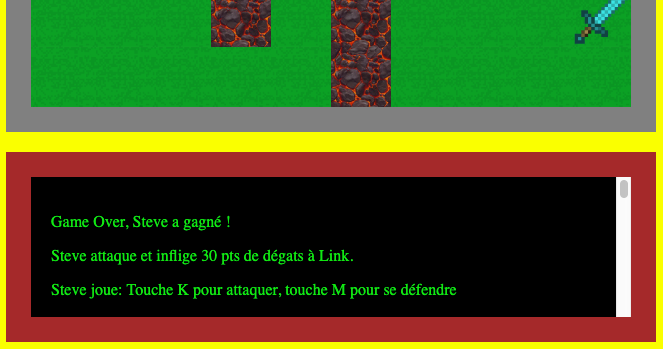 Game Over, Steve a gagné !
Steve attaque et inflige 30 pts de dégats à Link.
Steve joue: Touche K pour attaquer, touche M pour se défendre